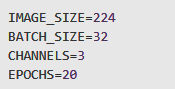 IMAGE_SIZE=224
BATCH_SIZE=32
CHANNELS=3
EPOCHS=20